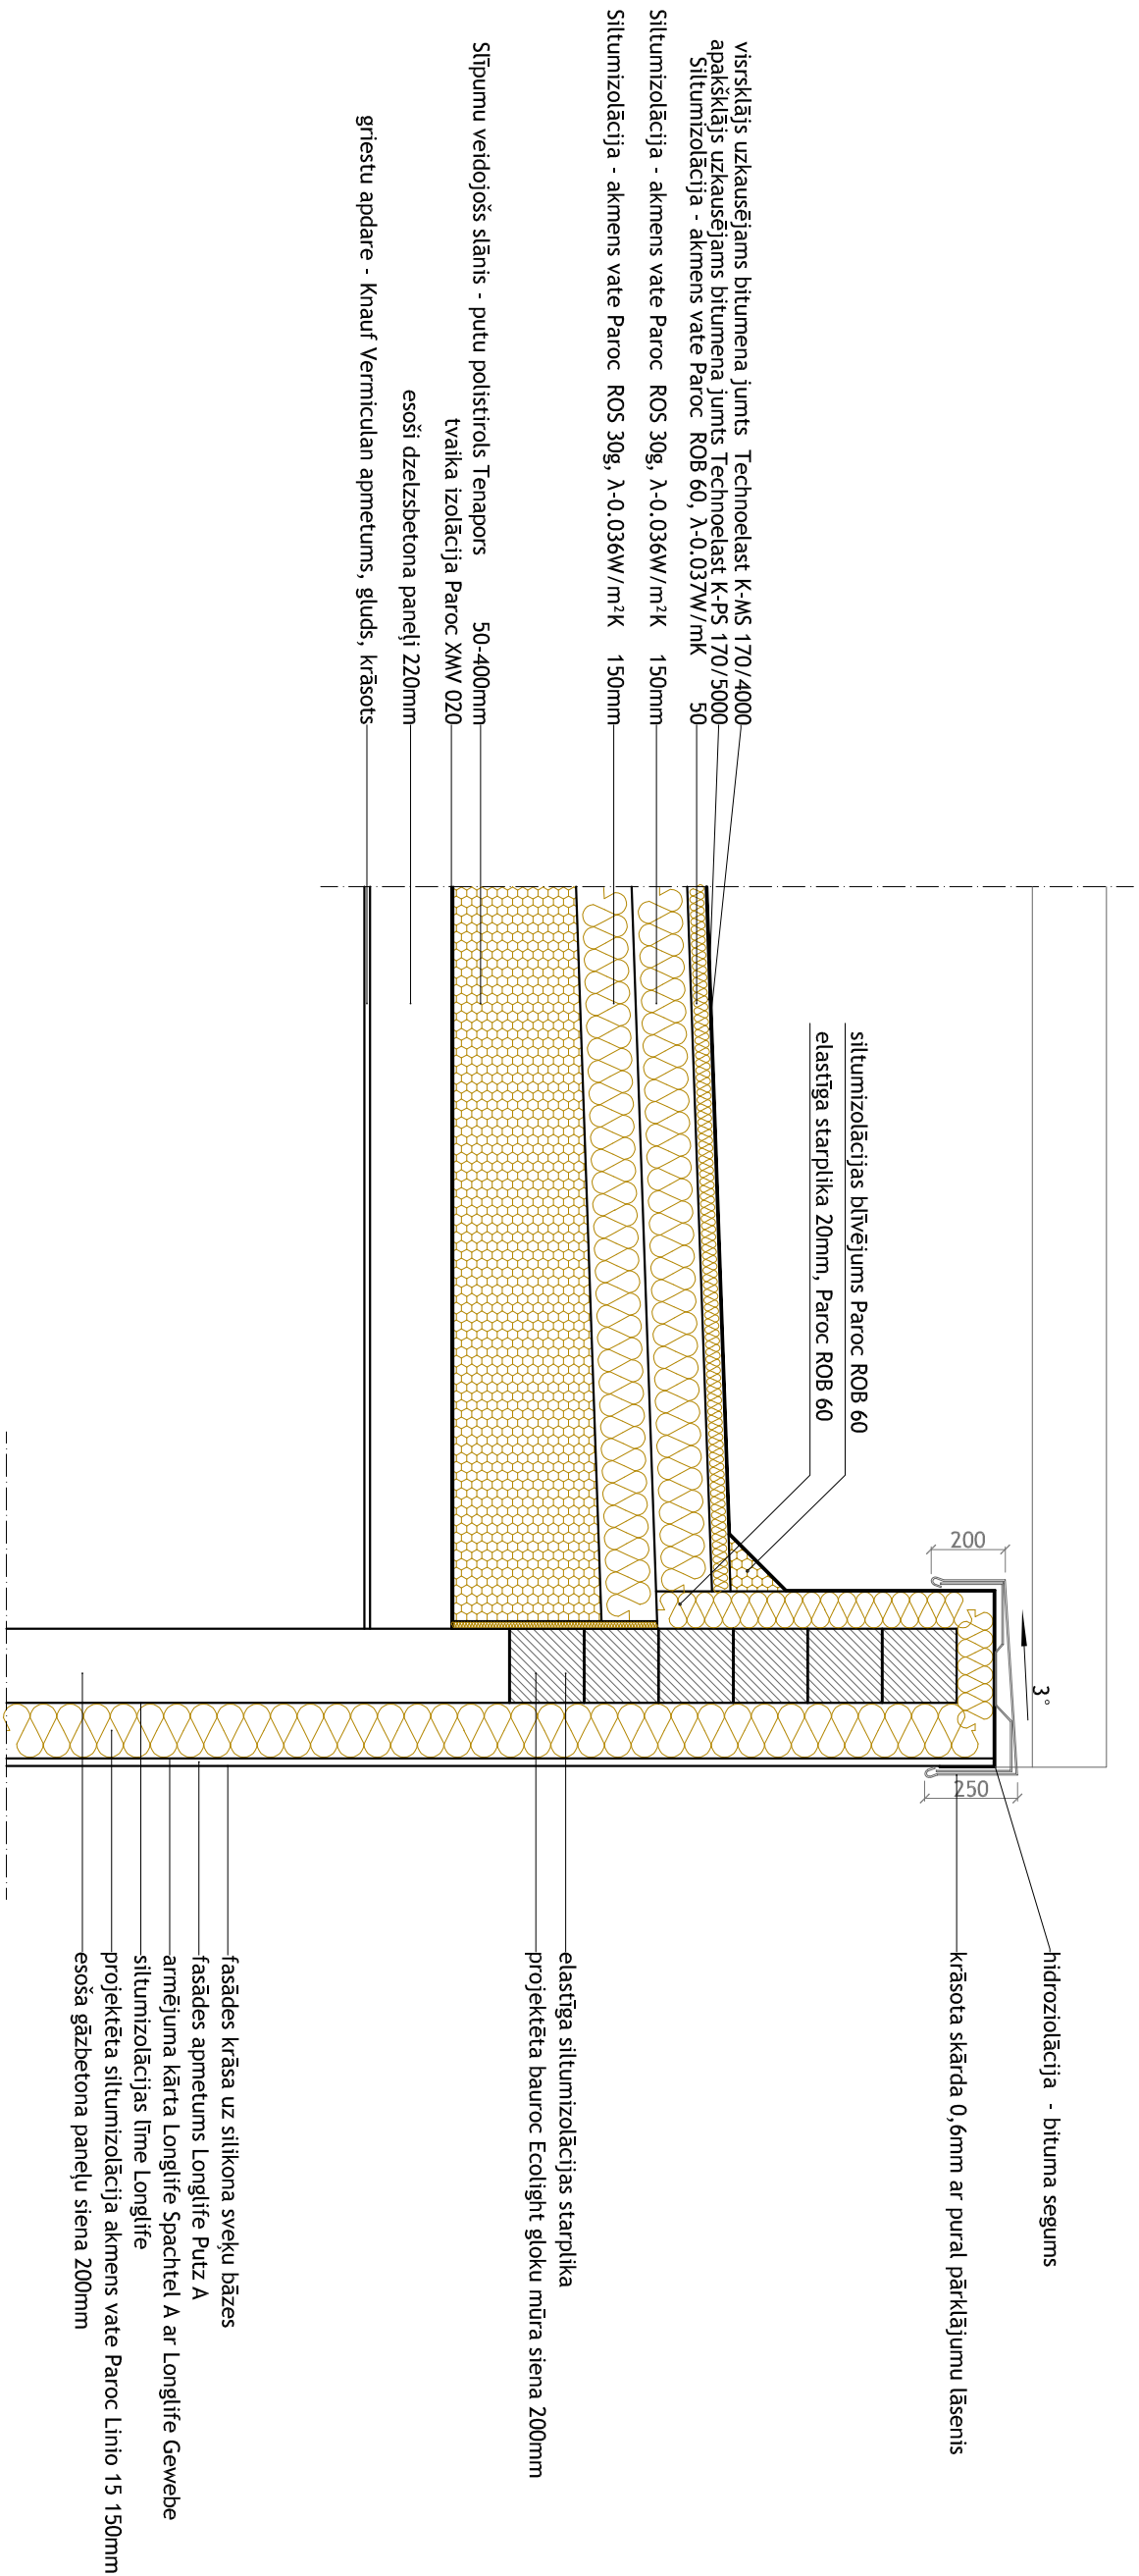 visrsklājs uzkausējams bitumena jumts Technoelast K-MS 170/4000
apakšklājs uzkausējams bitumena jumts Technoelast K-PS 170/5000
Siltumizolācija - akmens vate Paroc ROB 60, λ-0.037W/mK 50
Siltumizolācija - akmens vate Paroc ROS 30g, λ-0.036W/m²K 150mm
Siltumizolācija - akmens vate Paroc ROS 30g, λ-0.036W/m²K 150mm
Slīpumu veidojošs slānis - putu polistirols Tenapors 50-400mm
tvaika izolācija Paroc XMV 020
esoši dzelzsbetona paneļi 220mm
griestu apdare - Knauf Vermiculan apmetums, gluds, krāsots
siltumizolācijas blīvējums Paroc ROB 60
elastīga starplika 20mm, Paroc ROB 60
200
3°
250
hidroziolācija - bituma segums
krāsota skārda 0,6mm ar pural pārklājumu lāsenis
elastīga siltumizolācijas starplika
projektēta bauroc Ecolight gloku mūra siena 200mm
fasādes krāsa uz silikona sveķu bāzes
fasādes apmetums Longlife Putz A
armējuma kārta Longlife Spachtel A ar Longlife Gewebe
siltumizolācijas līme Longlife
projektēta siltumizolācija akmens vate Paroc Linio 15 150mm
esoša gāzbetona paneļu siena 200mm